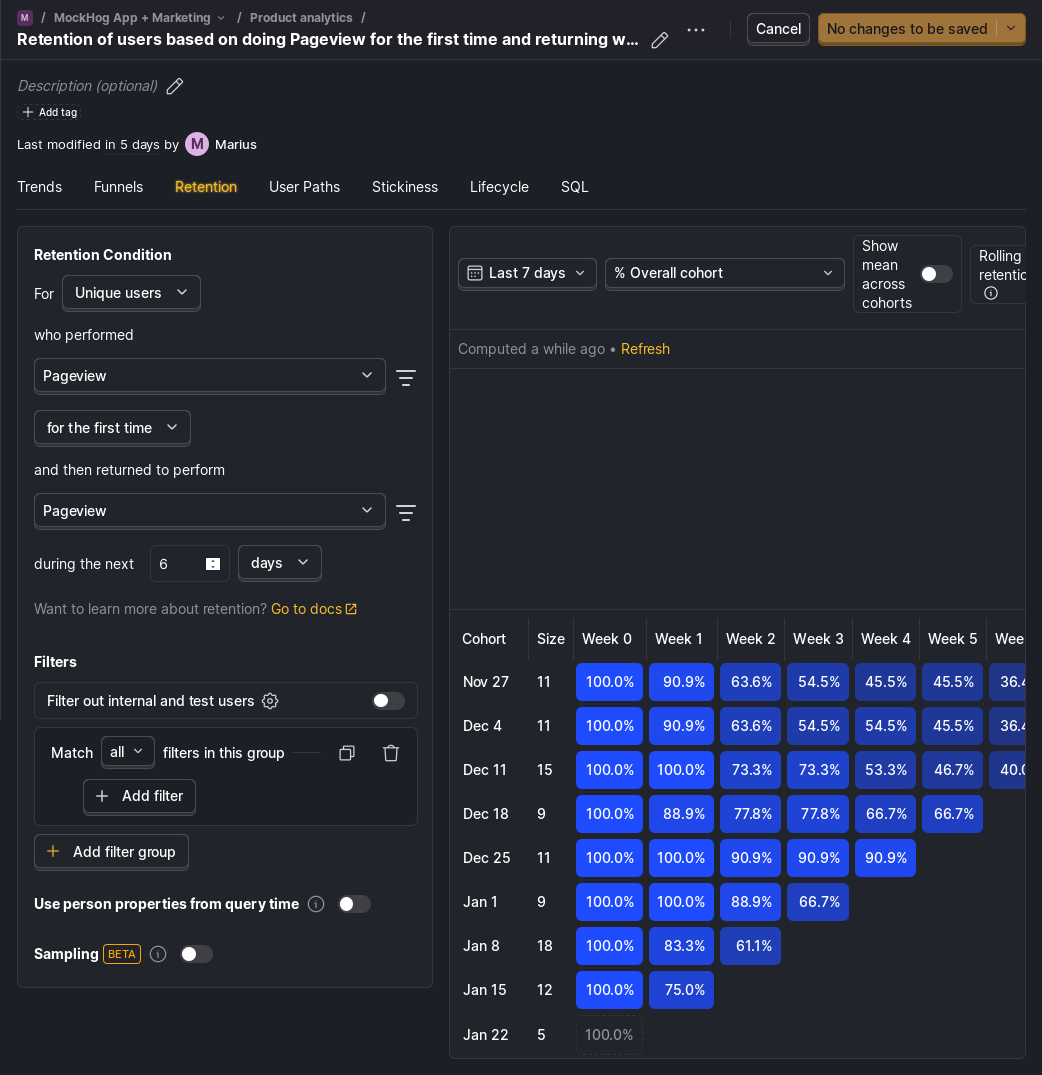 M / MockHog App + Marketing / Product analytics /
Retention of users based on doing Pageview for the first time and returning w…
Cancel
No changes to be saved
Description (optional)
Add tag
Last modified in 5 days by M Marius
Trends Funnels Retention User Paths Stickiness Lifecycle SQL
Retention Condition
For Unique users
who performed
Pageview
for the first time
and then returned to perform
Pageview
during the next 6 days
Want to learn more about retention? Go to docs
Filters
Filter out internal and test users
Match all filters in this group
Add filter
Add filter group
Use person properties from query time
Sampling BETA
Last 7 days
% Overall cohort
Show
mean
across
cohorts
Rolling
retentio
Computed a while ago • Refresh
Cohort Size Week 0 Week 1 Week 2 Week 3 Week 4 Week 5 Wee
Nov 27 11 100.0% 90.9% 63.6% 54.5% 45.5% 45.5% 36.4
Dec 4 11 100.0% 90.9% 63.6% 54.5% 54.5% 45.5% 36.4
Dec 11 15 100.0% 100.0% 73.3% 73.3% 53.3% 46.7% 40.0
Dec 18 9 100.0% 88.9% 77.8% 77.8% 66.7% 66.7%
Dec 25 11 100.0% 100.0% 90.9% 90.9% 90.9%
Jan 1 9 100.0% 100.0% 88.9% 66.7%
Jan 8 18 100.0% 83.3% 61.1%
Jan 15 12 100.0% 75.0%
Jan 22 5 100.0%